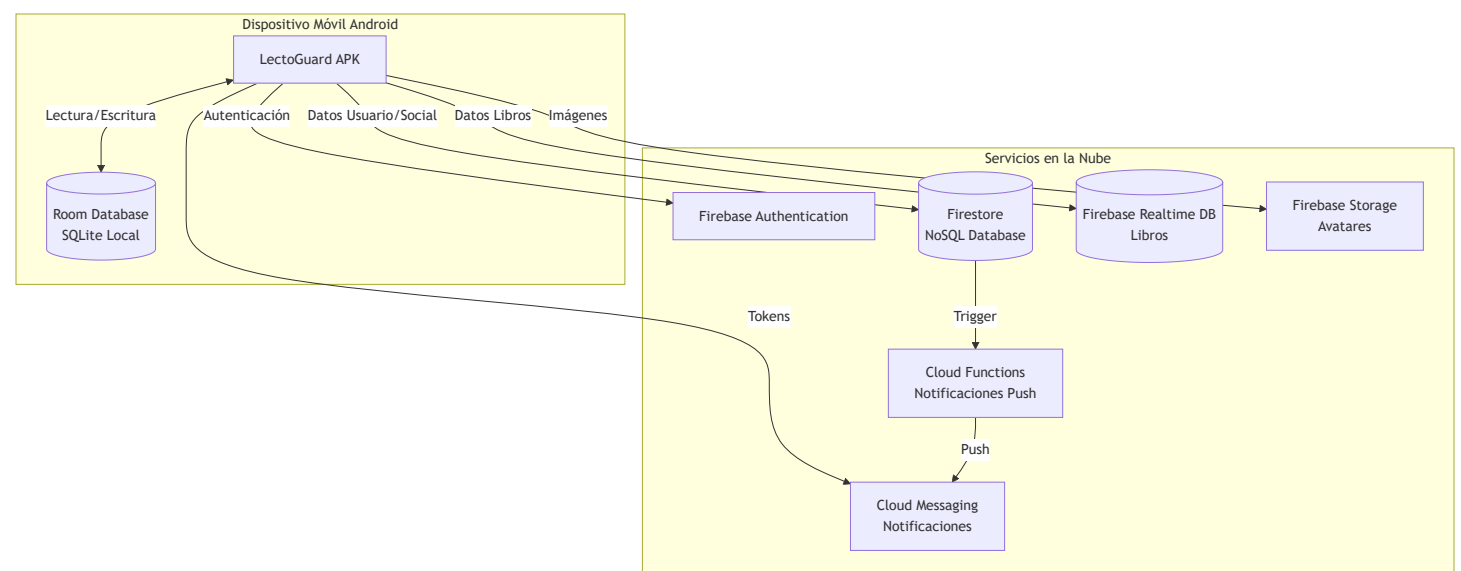 Dispositivo Móvil Android
LectoGuard APK
Lectura/Escritura
Autenticación
Datos Usuario/Social
Datos Libros
Imágenes
Room Database
SQLite Local
Servicios en la Nube
Firebase Authentication
Firestore
NoSQL Database
Firebase Realtime DB
Libros
Firebase Storage
Avatares
Tokens
Trigger
Cloud Functions
Notificaciones Push
Push
Cloud Messaging
Notificaciones